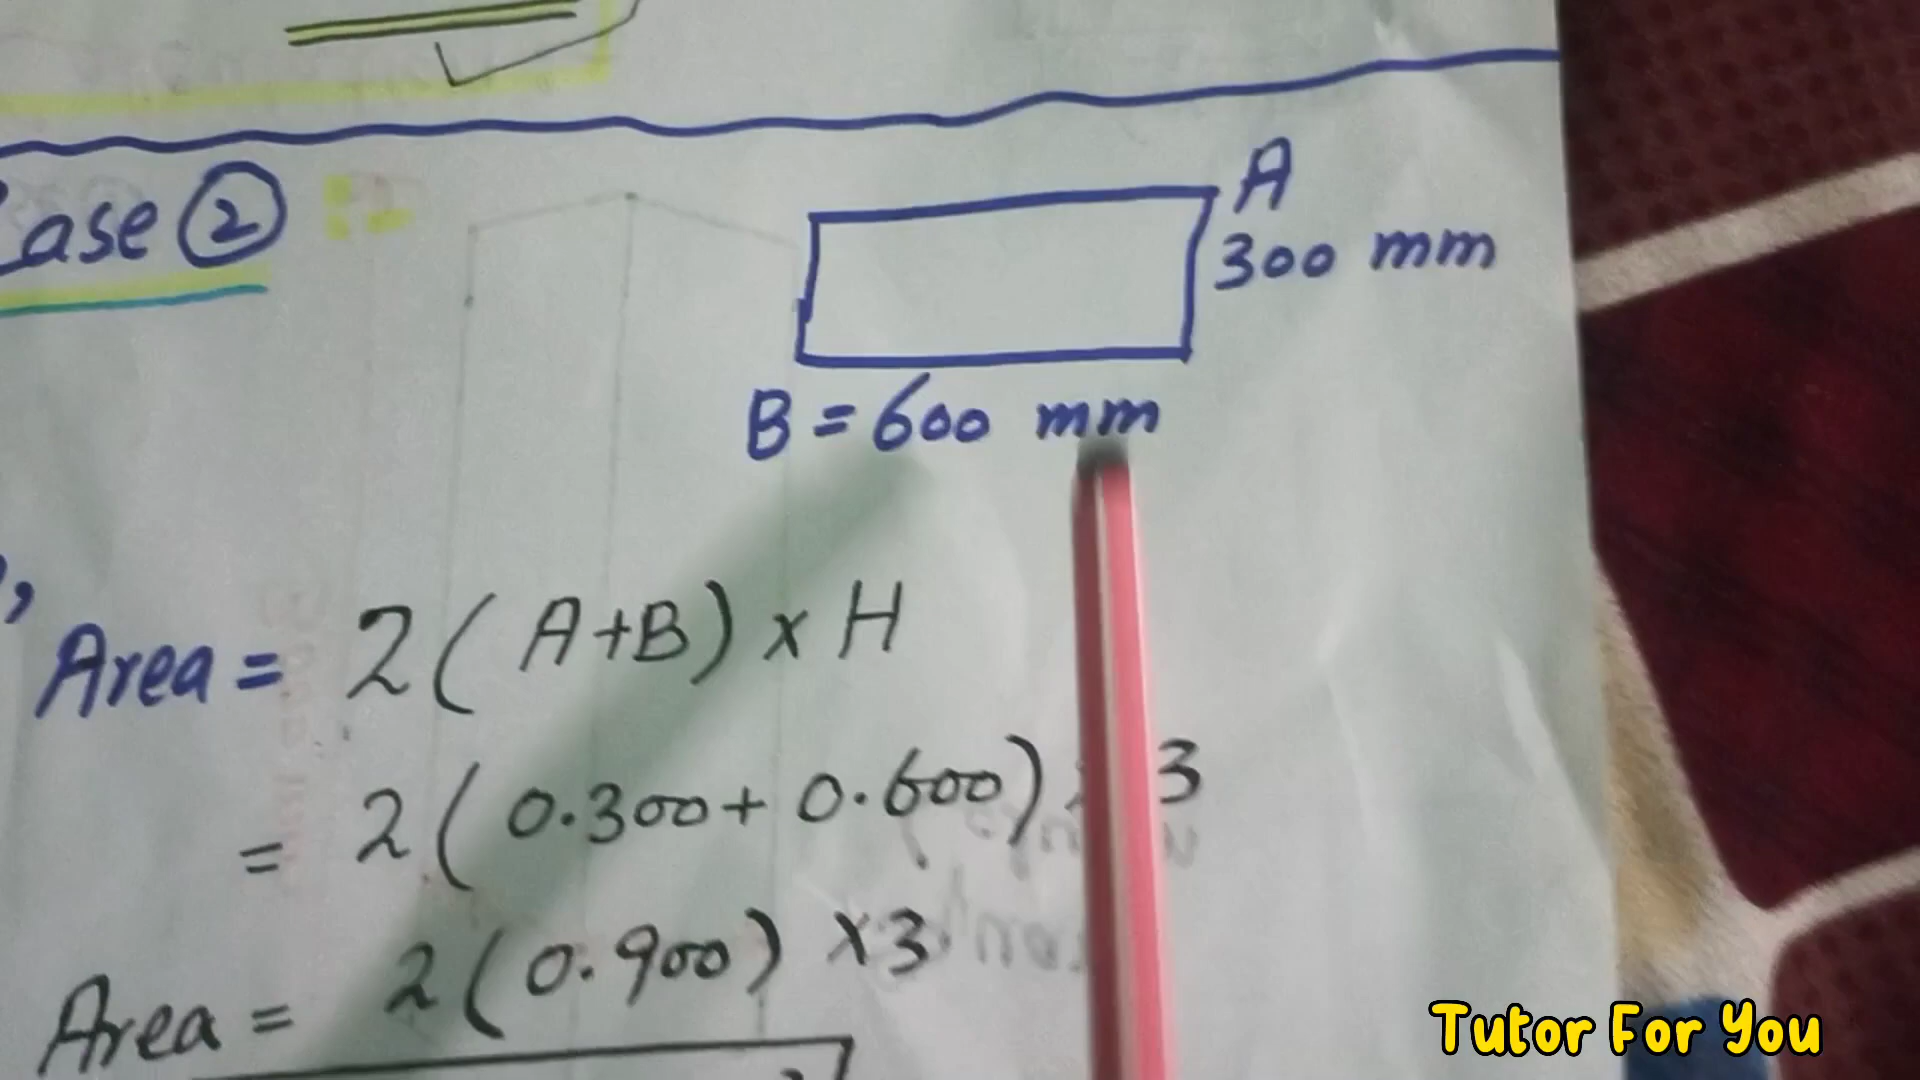 Case ②
A
300 mm
B = 600 mm
Area = 2 ( A+B ) x H
= 2 ( 0.300 + 0.600 ) 3
Area = 2 ( 0.900 ) x 3
Tutor For You